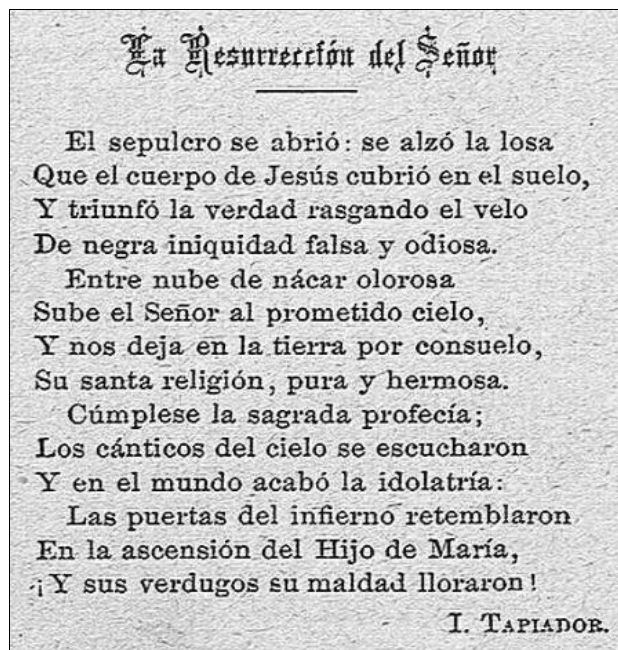 La Resurrección del Señor
El sepulcro se abrió: se alzó la losa
Que el cuerpo de Jesús cubrió en el suelo,
Y triunfó la verdad rasgando el velo
De negra iniquidad falsa y odiosa.
Entre nube de nácar olorosa
Sube el Señor al prometido cielo,
Y nos deja en la tierra por consuelo,
Su santa religión, pura y hermosa.
Cúmplese la sagrada profecía;
Los cánticos del cielo se escucharon
Y en el mundo acabó la idolatría:
Las puertas del infierno retemblaron
En la ascensión del Hijo de María,
¡Y sus verdugos su maldad lloraron!
I. TAPIADOR.